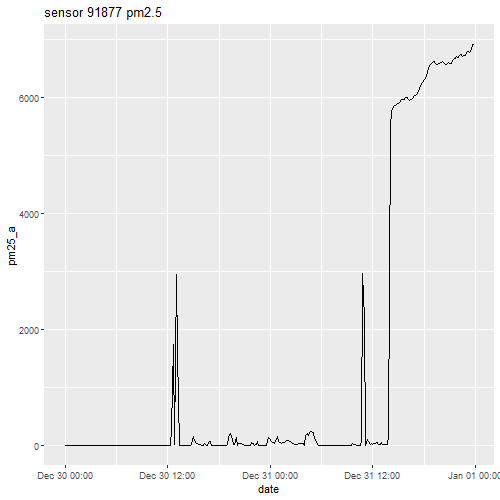 sensor 91877 pm2.5
pm25_a
6000
4000
2000
0
Dec 30 00:00
Dec 30 12:00
Dec 31 00:00
Dec 31 12:00
Jan 01 00:
date